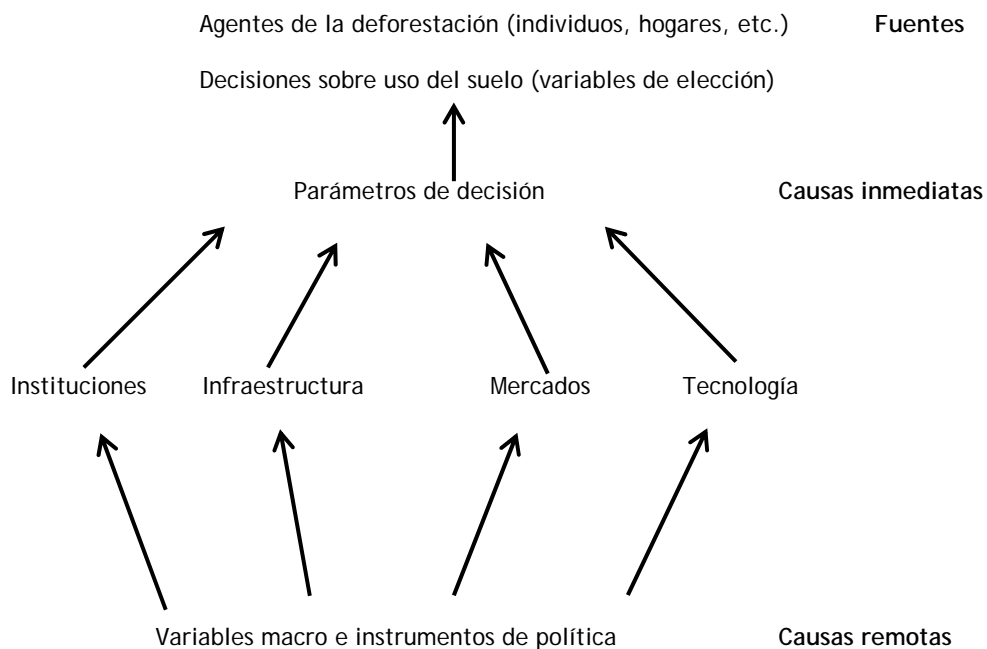 Agentes de la deforestación (individuos, hogares, etc.) Fuentes
Decisiones sobre uso del suelo (variables de elección)
Parámetros de decisión Causas inmediatas
Instituciones Infraestructura Mercados Tecnología
Variables macro e instrumentos de política Causas remotas